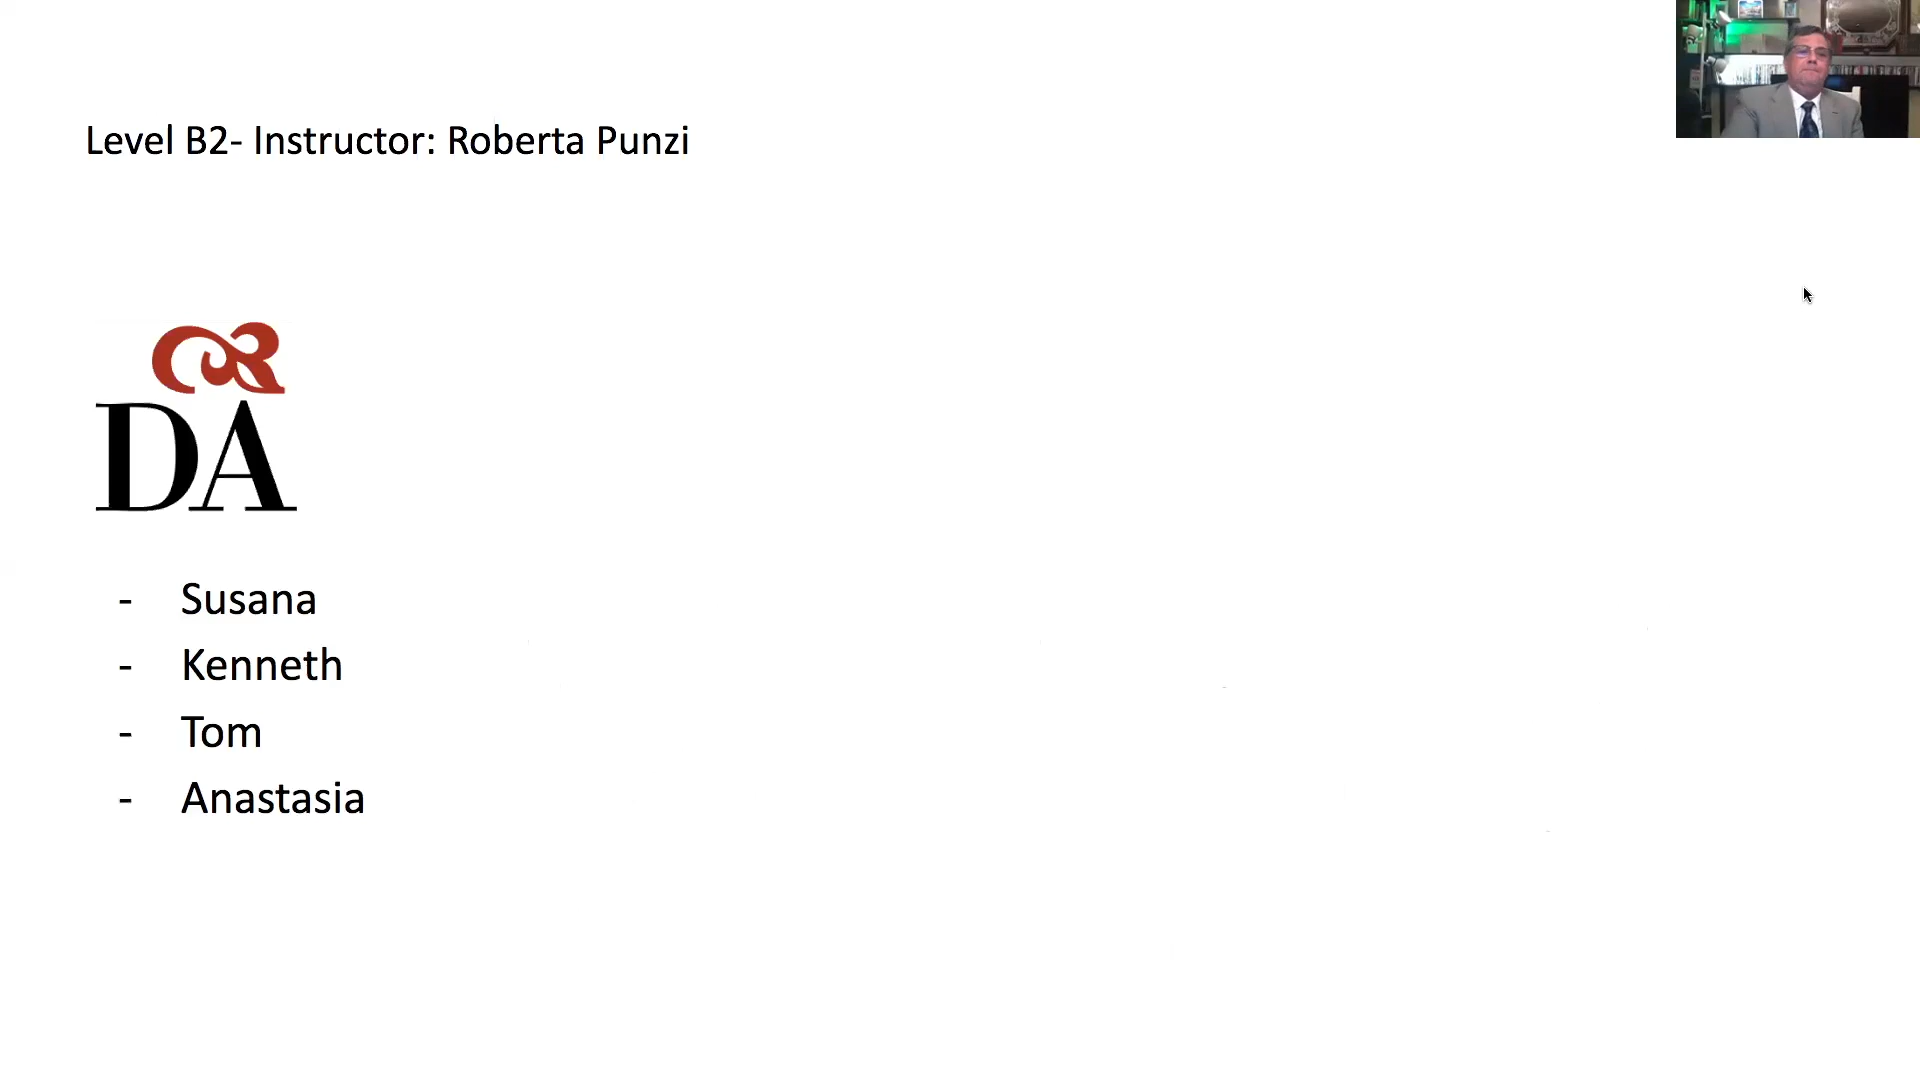 Level B2- Instructor: Roberta Punzi
DA
- Susana
- Kenneth
- Tom
- Anastasia